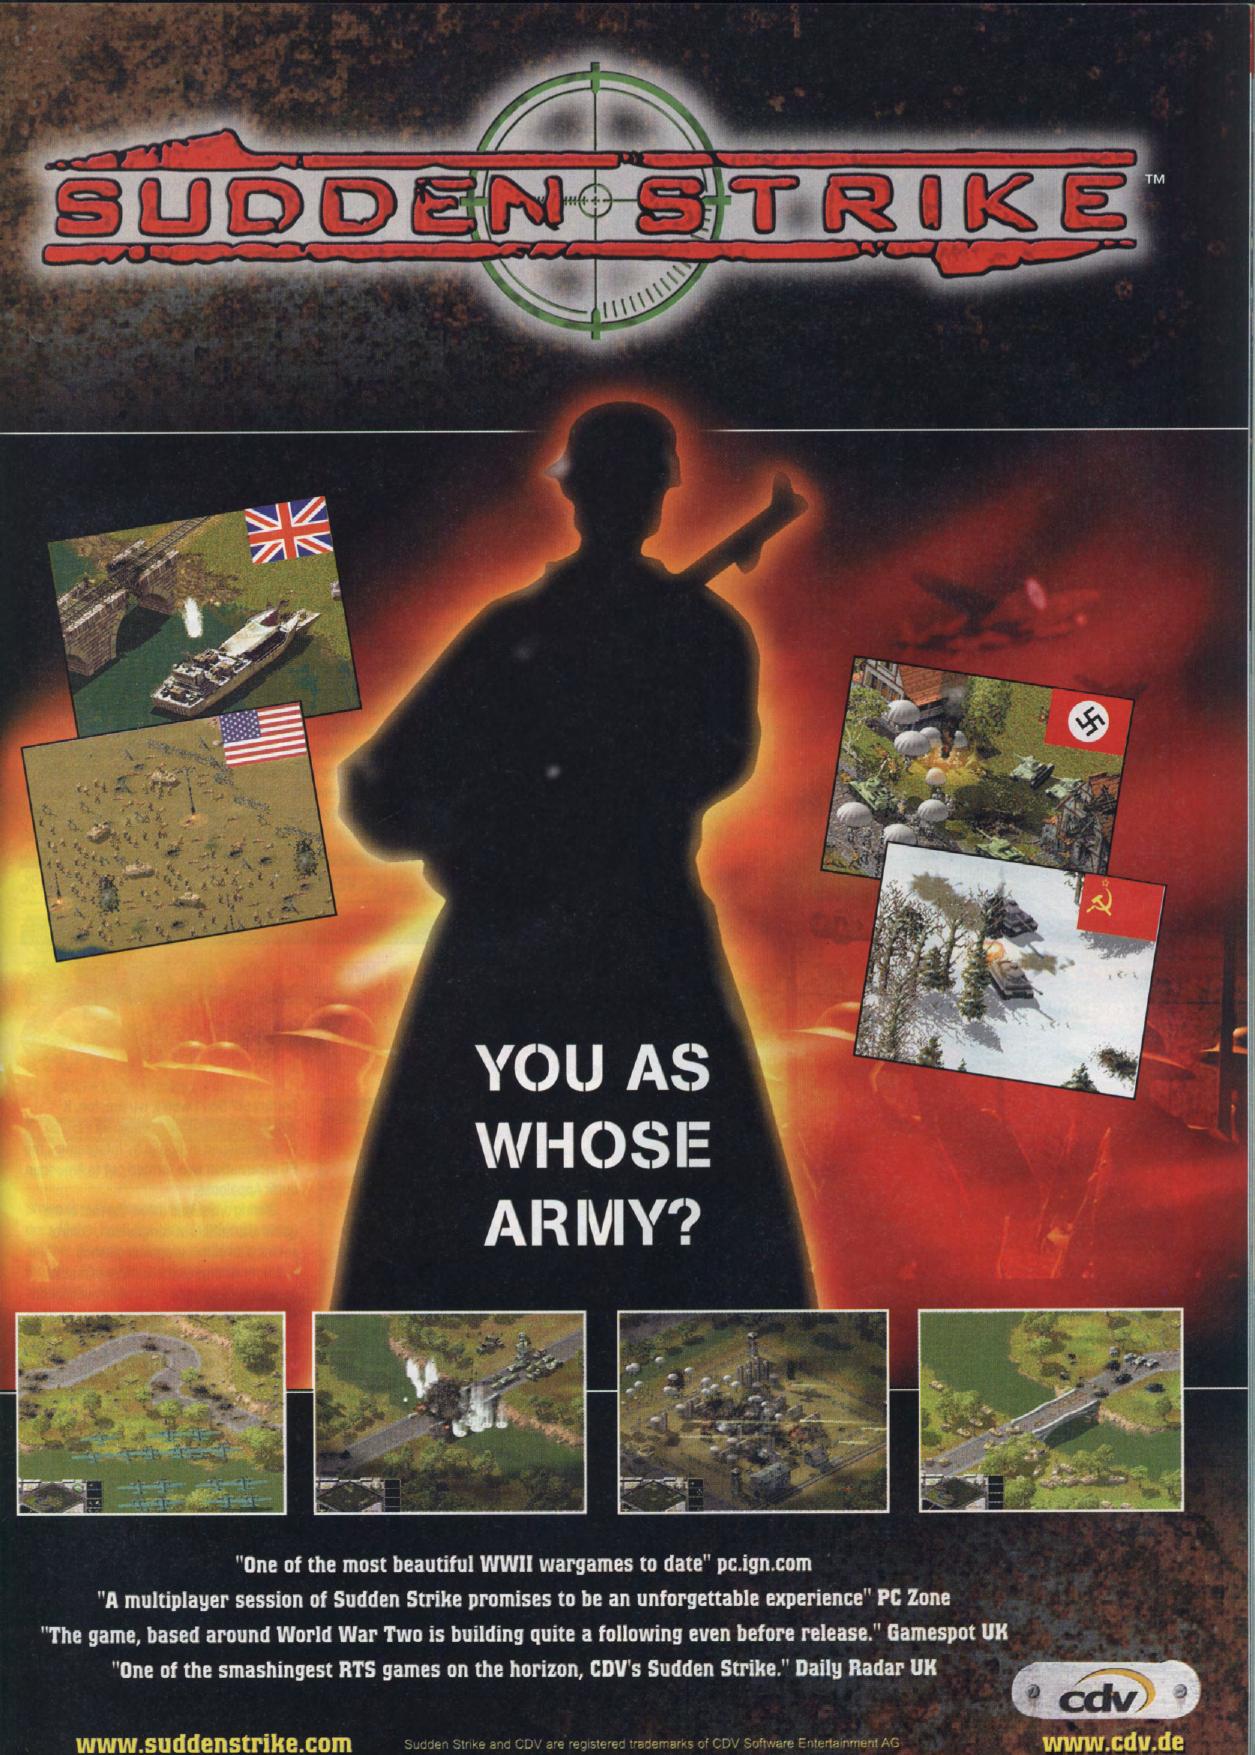 SUDDEN STRIKE™
YOU AS
WHOSE
ARMY?
"One of the most beautiful WWII wargames to date" pc.ign.com
"A multiplayer session of Sudden Strike promises to be an unforgettable experience" PC Zone
"The game, based around World War Two is building quite a following even before release." Gamespot UK
"One of the smashingest RTS games on the horizon, CDV's Sudden Strike." Daily Radar UK
cdv
www.suddenstrike.com
Sudden Strike and CDV are registered trademarks of CDV Software Entertainment AG
www.cdv.de